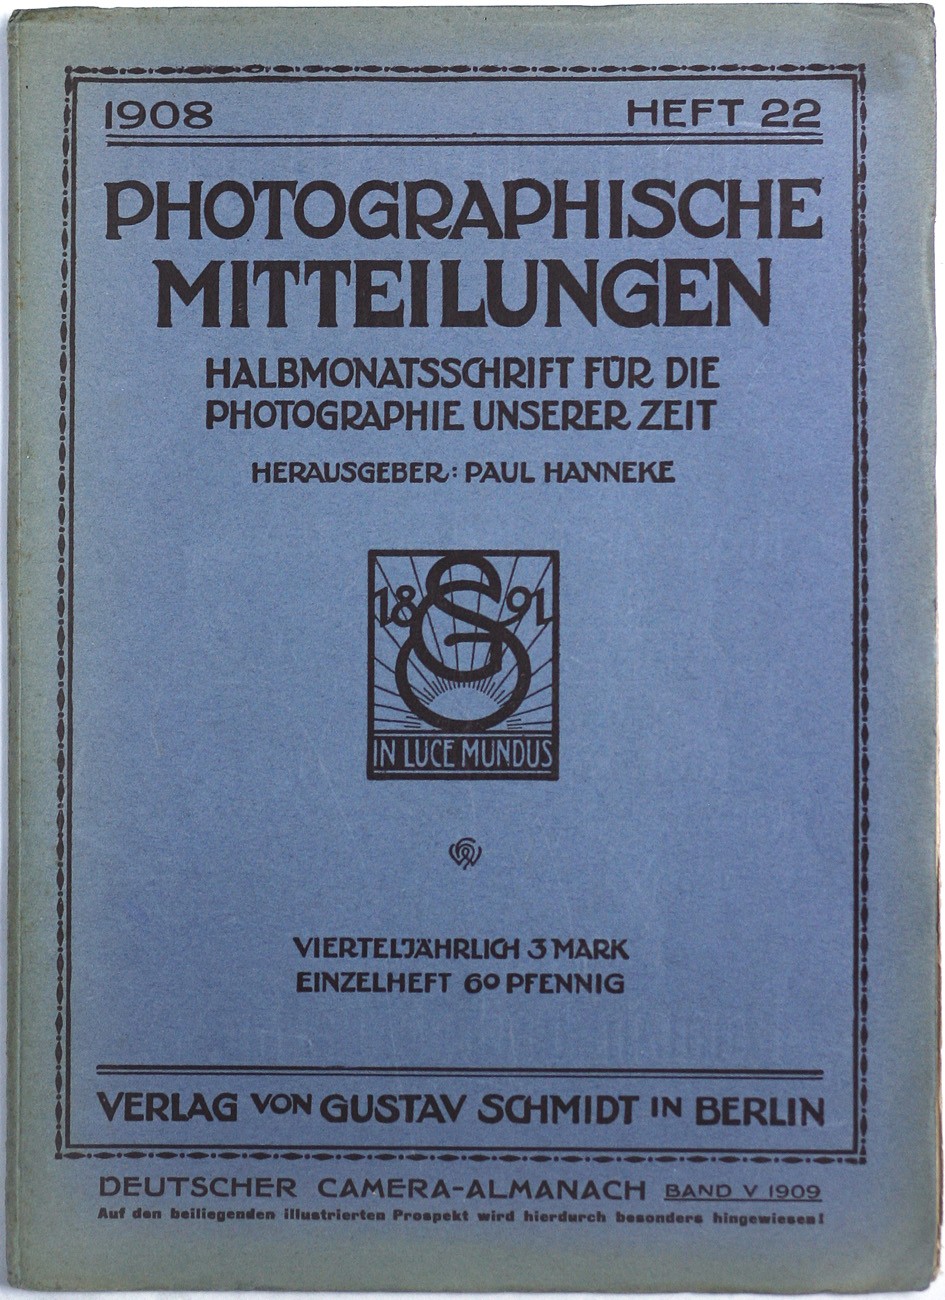 1908 HEFT 22
PHOTOGRAPHISCHE
MITTEILUNGEN
HALBMONATSSCHRIFT FÜR DIE
PHOTOGRAPHIE UNSERER ZEIT
HERAUSGEBER: PAUL HANNEKE
18 GS 91
IN LUCE MUNDUS
VIERTELJÄHRLICH 3 MARK
EINZELHEFT 60 PFENNIG
VERLAG VON GUSTAV SCHMIDT IN BERLIN
DEUTSCHER CAMERA-ALMANACH BAND V 1909
Auf den beiliegenden illustrierten Prospekt wird hierdurch besonders hingewiesen!